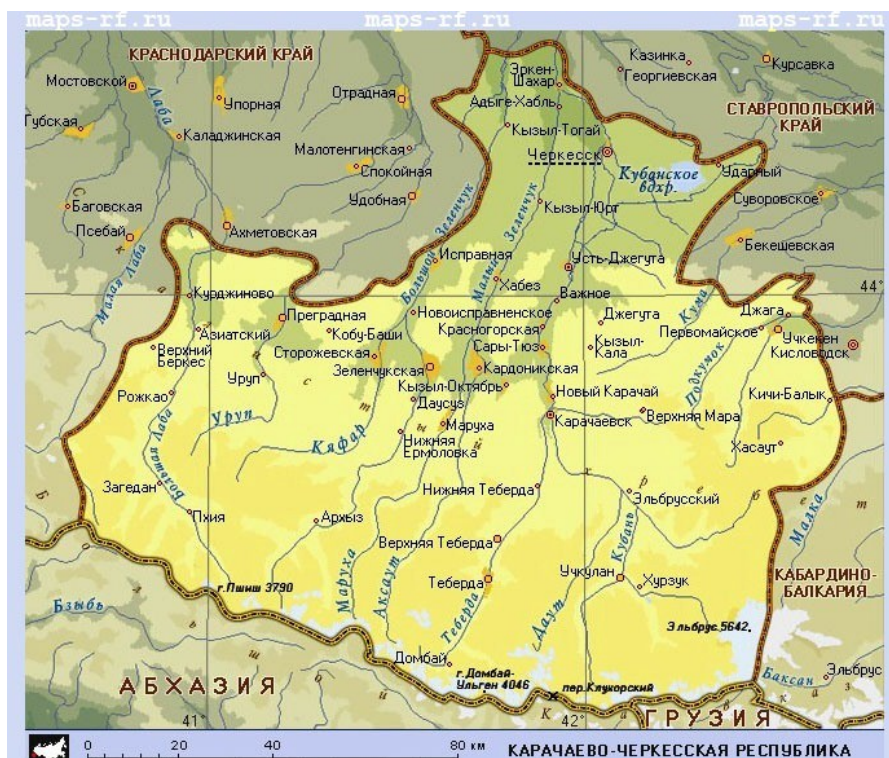 maps-rf.ru maps-rf.ru maps-rf.ru
КРАСНОДАРСКИЙ КРАЙ
Казинка
Курсавка
Георгиевская
Эркен-
Шахар
Мостовской
Упорная
Отрадная
Адыге-Хабль
СТАВРОПОЛЬСКИЙ
КРАЙ
Лаба
Губская
Каладжинская
Кызыл-Тогай
Малотенгинская
Черкесск
Спокойная
Кубанское
вдхр.
Ударный
Удобная
Баговская
Кызыл-Юрт
Суворовское
Псебай
Ахметовская
Бекешевская
Большой Зеленчук
Малый Зеленчук
Исправная
Усть-Джегута
Малая Лаба
Хабез
44°
Курджиново
Важное
Кума
Преградная
Новоисправненское
Джегута
Джага
Азиатский
Кобу-Баши
Красногорская
Первомайское
Учкекен
Верхний
Беркес
Сторожевская
Сары-Тюз
Кызыл-
Кала
Кисловодск
Подкумок
Зеленчукская
Кардоникская
Уруп
Кызыл-Октябрь
Рожкао
Новый Карачай
Кичи-Балык
Даусуз
Верхняя Мара
Уруп
Маруха
Карачаевск
Кяфар
Нижняя
Ермоловка
Хасаут
Большая Лаба
Загедан
Нижняя Теберда
Эльбрусский
Пхия
Архыз
Малка
Кубань
Верхняя Теберда
Маруха
Аксаут
Теберда
Учкулан
Хурзук
г.Пшиш 3790
КАБАРДИНО-
БАЛКАРИЯ
Бзыбь
Теберда
Даут
Эльбрус 5642
Домбай
г.Домбай-
Ульген 4046
пер.Клухорский
Баксан
Эльбрус
АБХАЗИЯ
ГРУЗИЯ
41°
42°
С к а л и с т ы й х р е б е т
Б о л ь ш о й К а в к а з
0 20 40 80 км
КАРАЧАЕВО-ЧЕРКЕССКАЯ РЕСПУБЛИКА